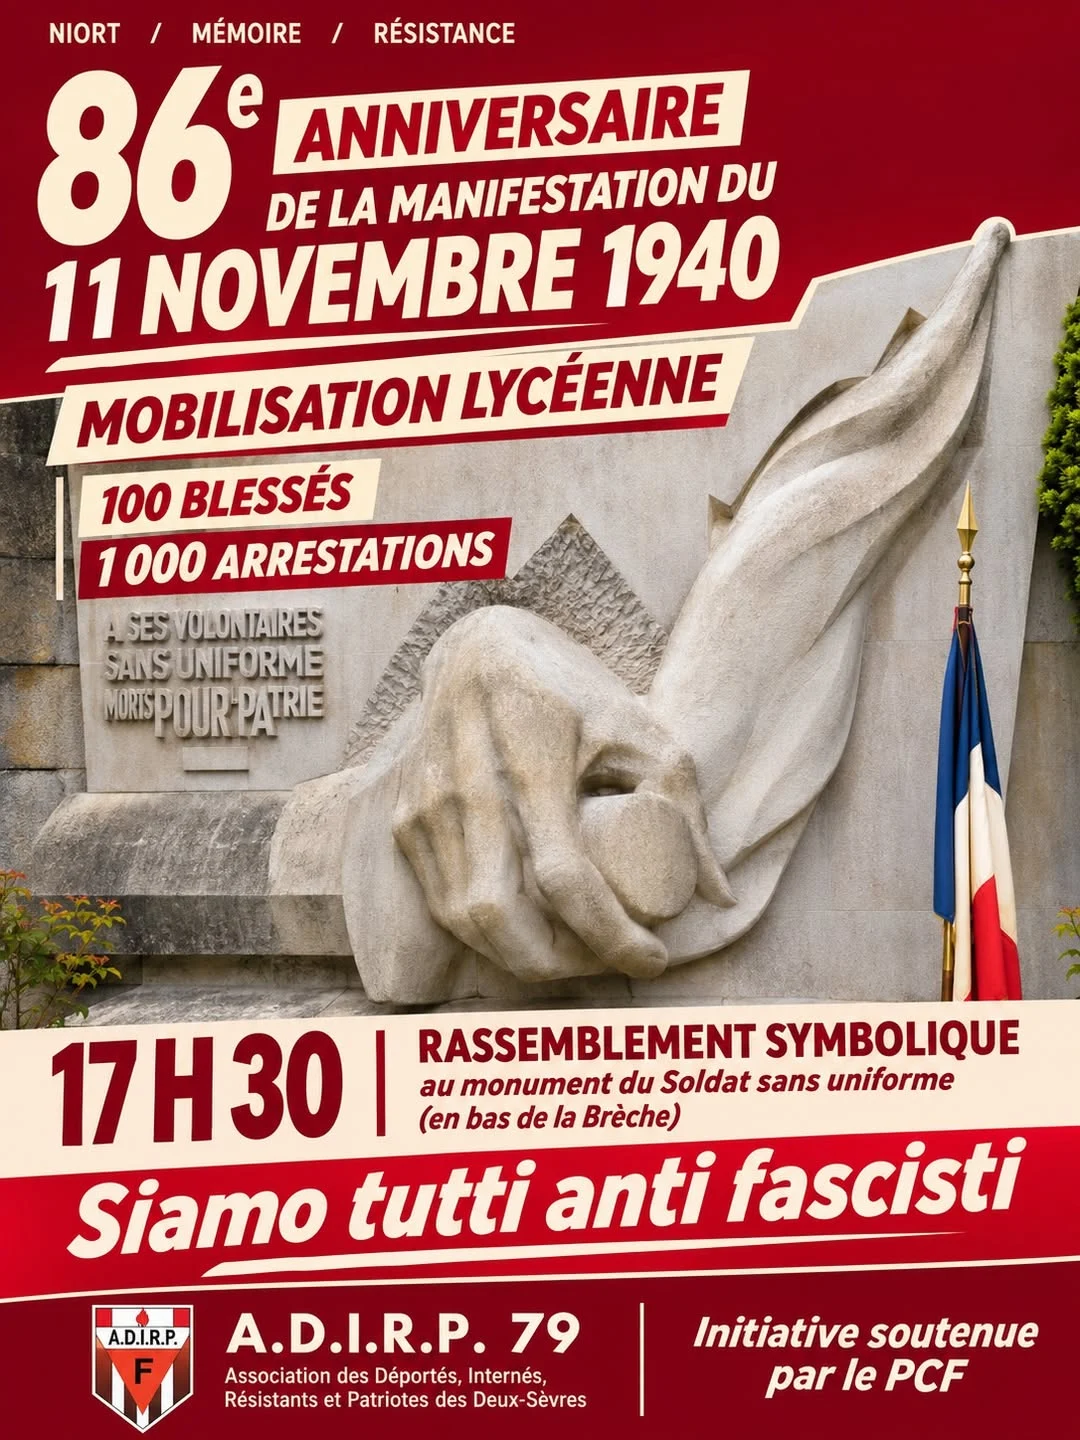 NIORT / MÉMOIRE / RÉSISTANCE
86e ANNIVERSAIRE
DE LA MANIFESTATION DU
11 NOVEMBRE 1940
MOBILISATION LYCÉENNE
100 BLESSÉS
1 000 ARRESTATIONS
A SES VOLONTAIRES
SANS UNIFORME
MORTS POUR LA PATRIE
17 H 30
RASSEMBLEMENT SYMBOLIQUE
au monument du Soldat sans uniforme
(en bas de la Brèche)
Siamo tutti anti fascisti
A.D.I.R.P.
F
A.D.I.R.P. 79
Association des Déportés, Internés,
Résistants et Patriotes des Deux-Sèvres
Initiative soutenue
par le PCF